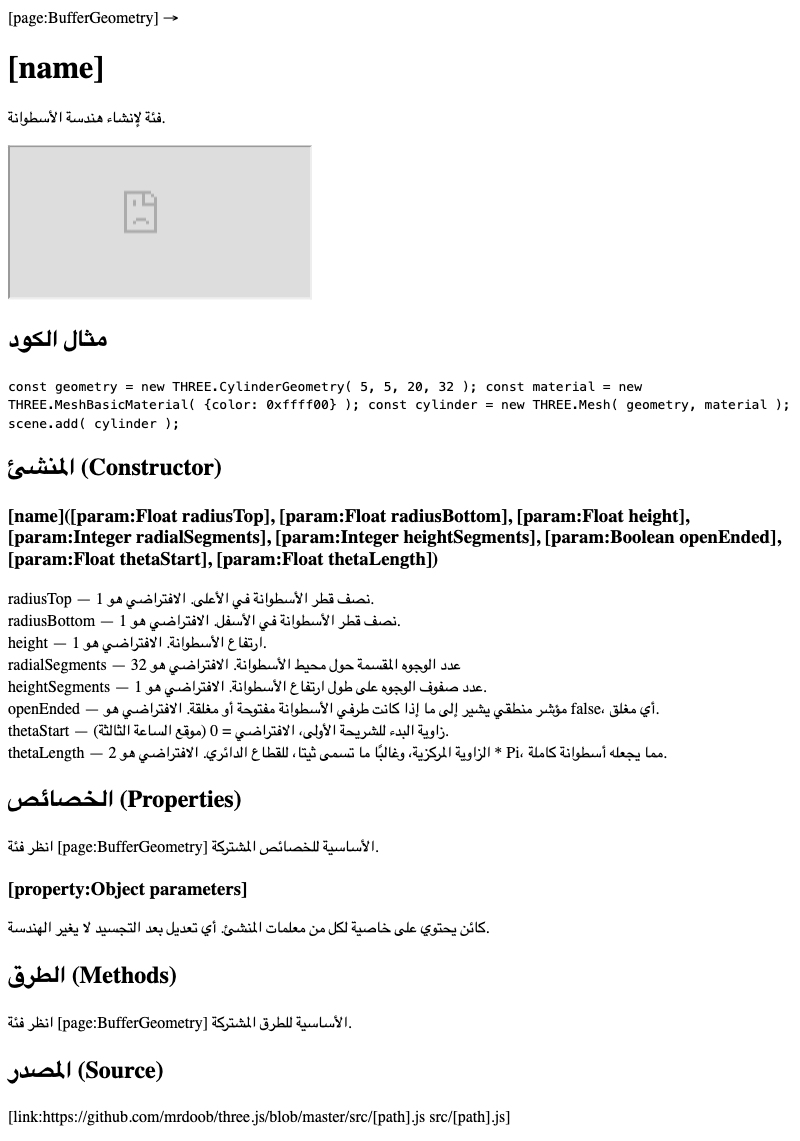 [page:BufferGeometry] →
[name]
فئة لإنشاء هندسة الأسطوانة.
مثال الكود
const geometry = new THREE.CylinderGeometry( 5, 5, 20, 32 ); const material = new
THREE.MeshBasicMaterial( {color: 0xffff00} ); const cylinder = new THREE.Mesh( geometry, material );
scene.add( cylinder );
المنشئ (Constructor)
[name]([param:Float radiusTop], [param:Float radiusBottom], [param:Float height],
[param:Integer radialSegments], [param:Integer heightSegments], [param:Boolean openEnded],
[param:Float thetaStart], [param:Float thetaLength])
radiusTop — نصف قطر الأسطوانة في الأعلى. الافتراضي هو 1.
radiusBottom — نصف قطر الأسطوانة في الأسفل. الافتراضي هو 1.
height — ارتفاع الأسطوانة. الافتراضي هو 1.
radialSegments — عدد الوجوه المقسمة حول محيط الأسطوانة. الافتراضي هو 32
heightSegments — عدد صفوف الوجوه على طول ارتفاع الأسطوانة. الافتراضي هو 1.
openEnded — مؤشر منطقي يشير إلى ما إذا كانت طرفي الأسطوانة مفتوحة أو مغلقة. الافتراضي هو false، أي مغلق.
thetaStart — زاوية البدء للشريحة الأولى، الافتراضي = 0 (موقع الساعة الثالثة).
thetaLength — الزاوية المركزية، وغالبًا ما تسمى ثيتا، للقطاع الدائري. الافتراضي هو 2 * Pi، مما يجعله أسطوانة كاملة.
الخصائص (Properties)
انظر فئة [page:BufferGeometry] الأساسية للخصائص المشتركة.
[property:Object parameters]
كائن يحتوي على خاصية لكل من معلمات المنشئ. أي تعديل بعد التجسيد لا يغير الهندسة.
الطرق (Methods)
انظر فئة [page:BufferGeometry] الأساسية للطرق المشتركة.
المصدر (Source)
[link:https://github.com/mrdoob/three.js/blob/master/src/[path].js src/[path].js]